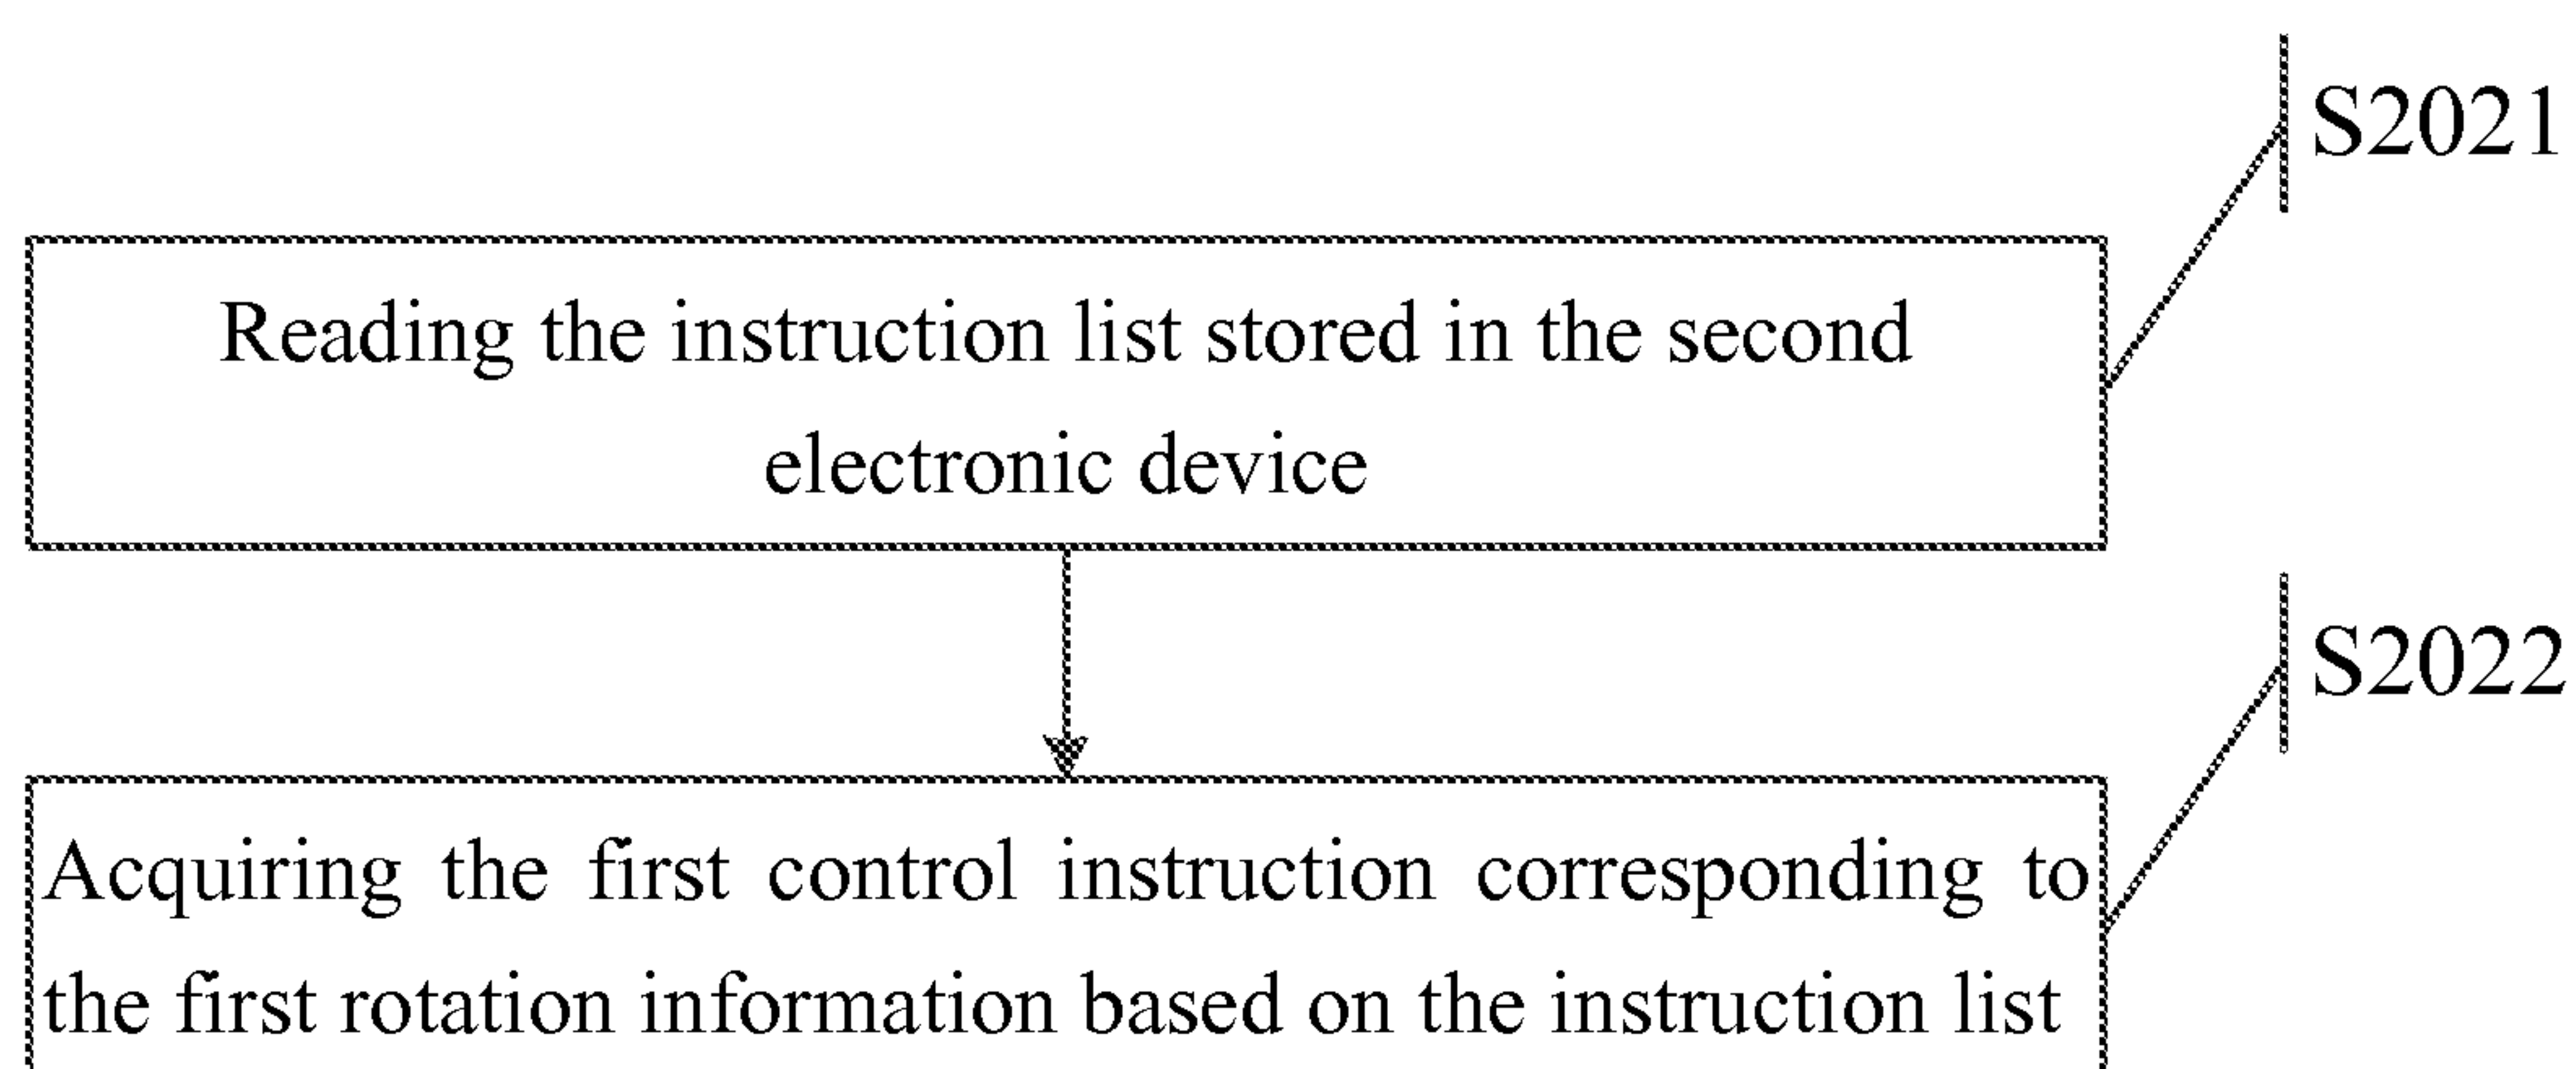 S2021
Reading the instruction list stored in the second
electronic device
S2022
Acquiring the first control instruction corresponding to
the first rotation information based on the instruction list